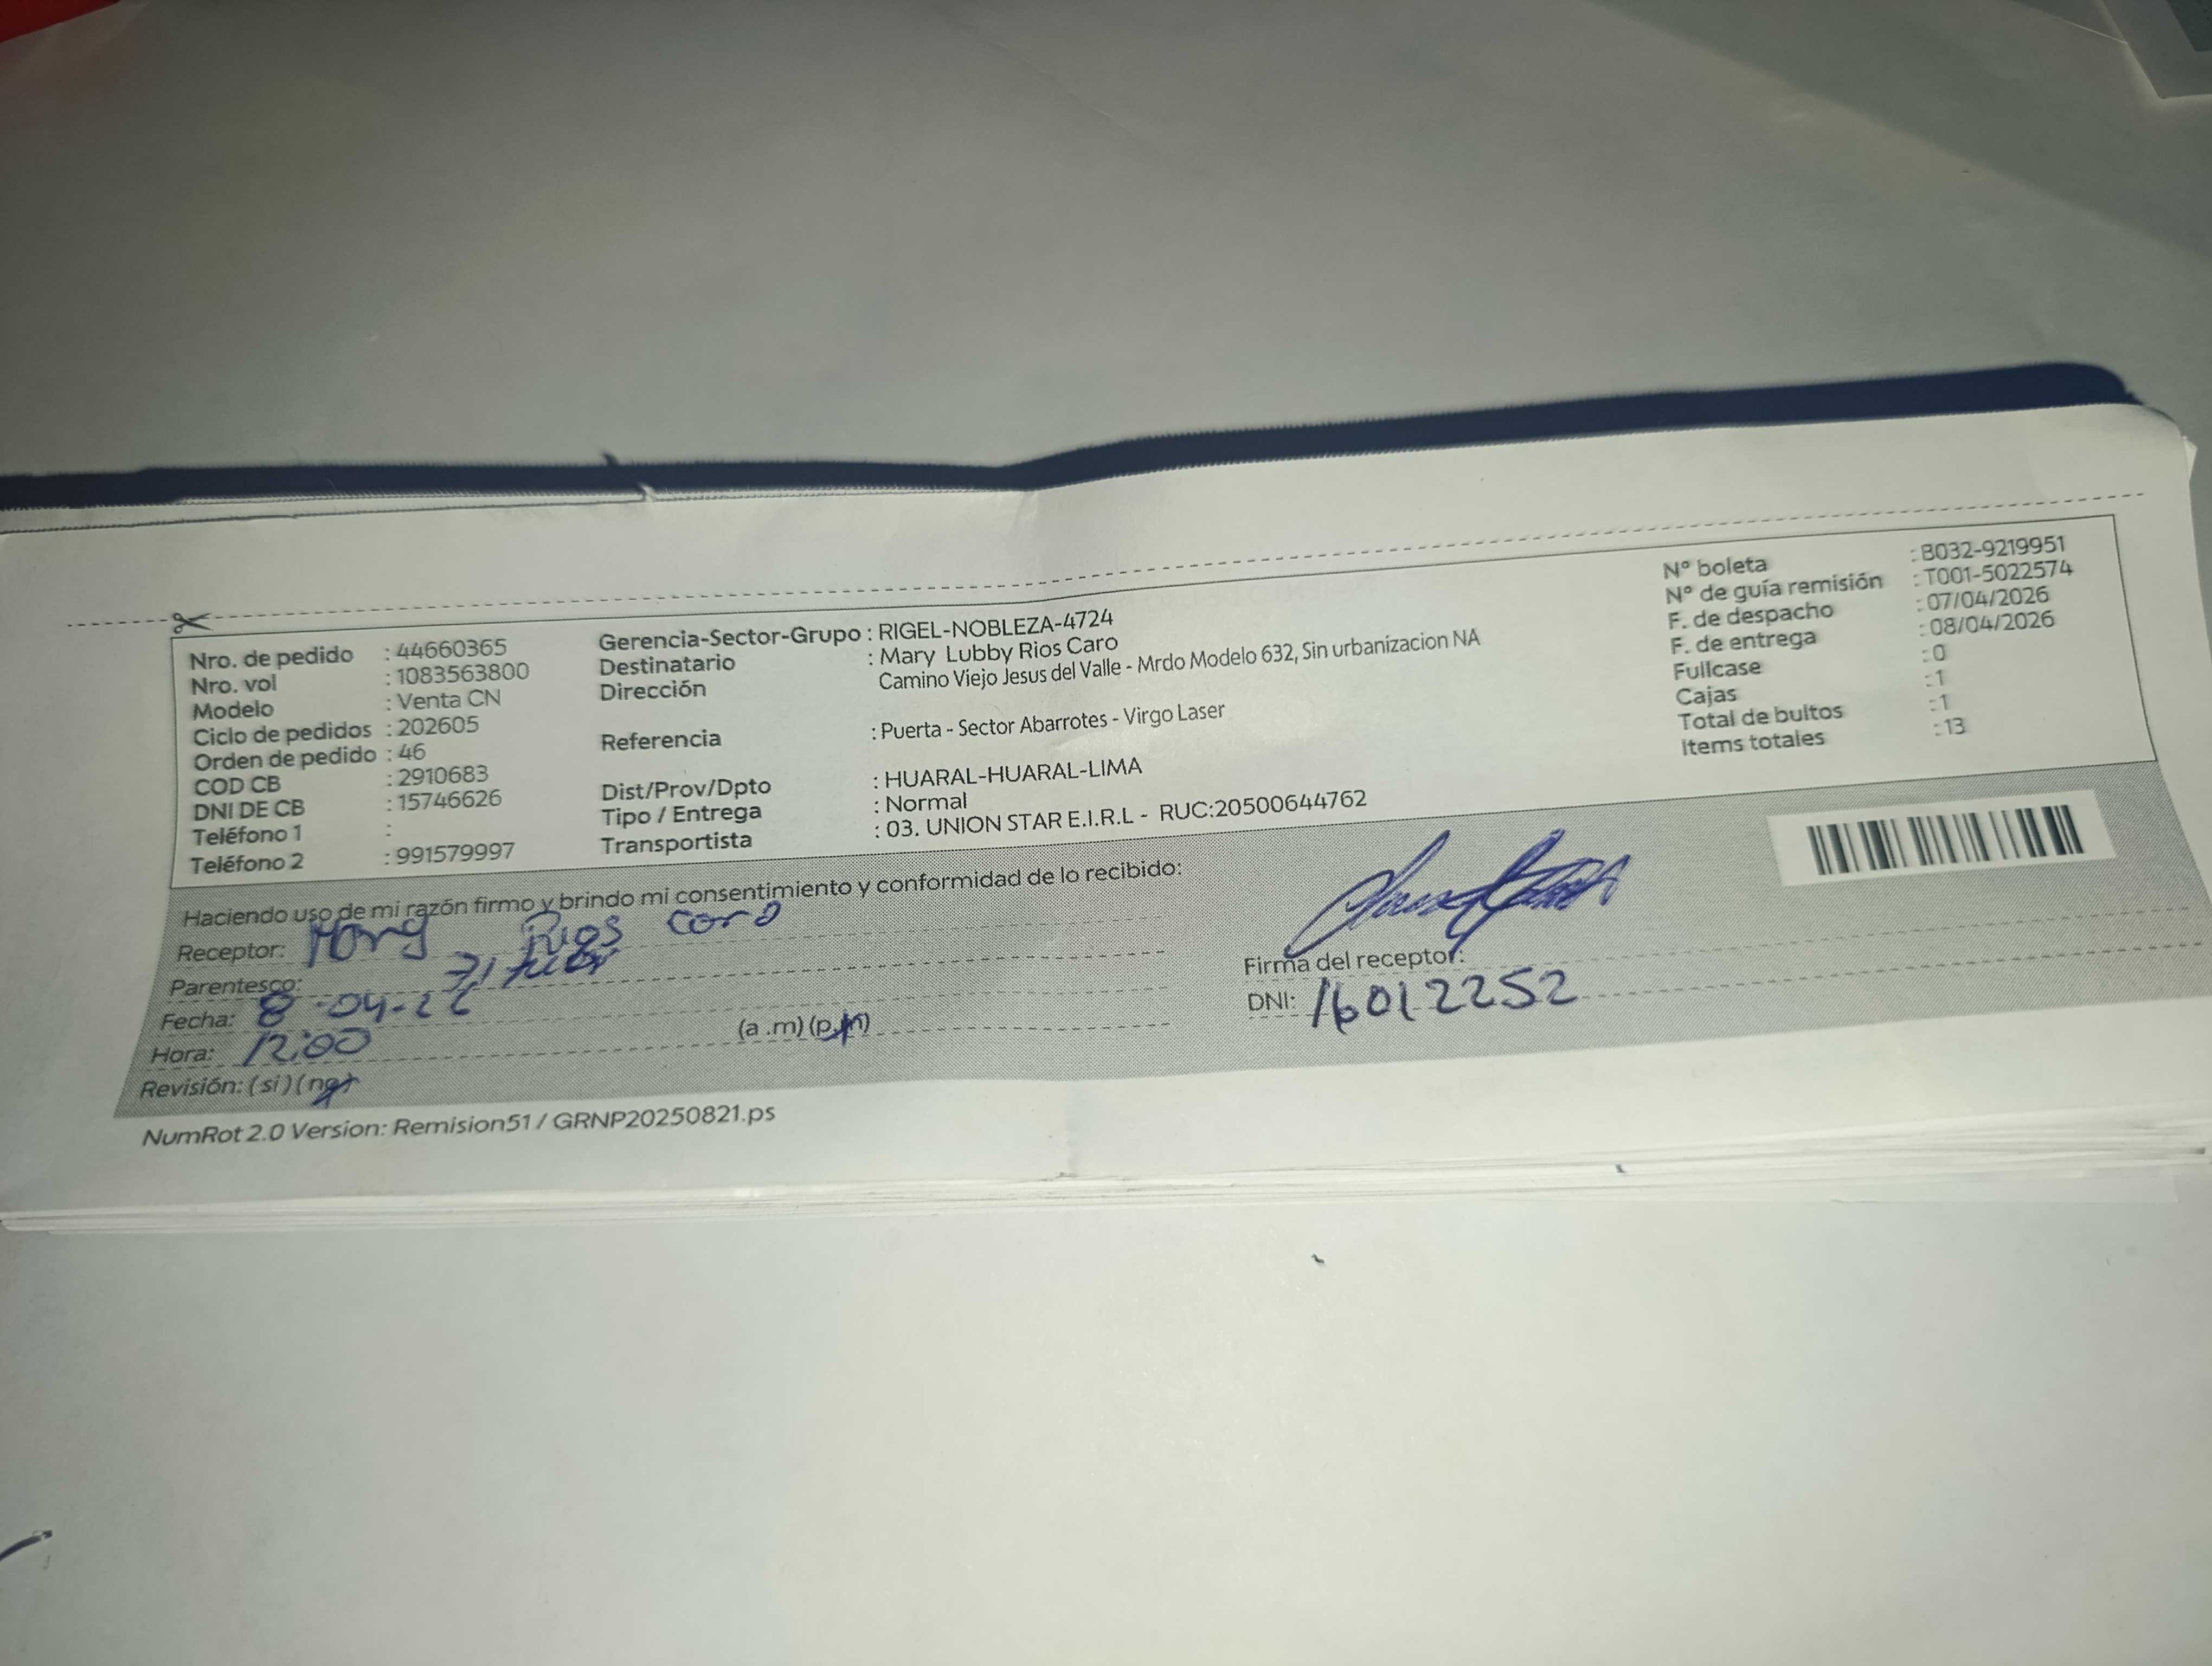 Nro. de pedido : 44660365
Nro. vol : 1083563800
Modelo : Venta CN
Ciclo de pedidos : 202605
Orden de pedido : 46
COD CB : 2910683
DNI DE CB : 15746626
Teléfono 1 :
Teléfono 2 : 991579997
Gerencia-Sector-Grupo : RIGEL-NOBLEZA-4724
Destinatario : Mary Lubby Rios Caro
Dirección Camino Viejo Jesus del Valle - Mrdo Modelo 632, Sin urbanizacion NA
Referencia : Puerta - Sector Abarrotes - Virgo Laser
Dist/Prov/Dpto : HUARAL-HUARAL-LIMA
Tipo / Entrega : Normal
Transportista : 03. UNION STAR E.I.R.L - RUC:20500644762
N° boleta : B032-9219951
N° de guía remisión : T001-5022574
F. de despacho : 07/04/2026
F. de entrega : 08/04/2026
Fullcase : 0
Cajas : 1
Total de bultos : 1
Items totales : 13
Haciendo uso de mi razón firmo y brindo mi consentimiento y conformidad de lo recibido:
Receptor: Rios Caro
Parentesco:
Fecha: 8-04-26
Hora: 12:00 (a .m) (p.m)
Revisión: (si) (no)
Firma del receptor:
DNI: 16012252
NumRot 2.0 Version: Remision51 / GRNP20250821.ps